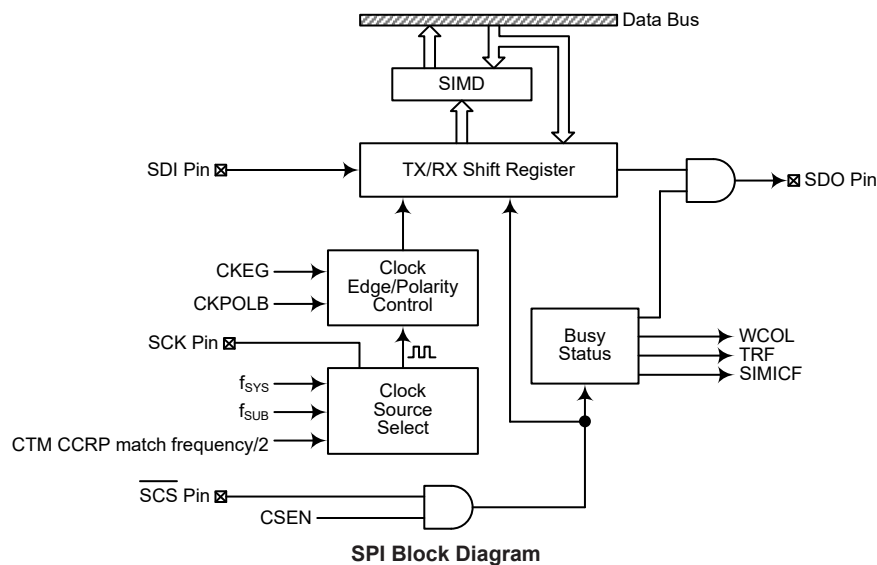 Data Bus
SIMD
SDI Pin
TX/RX Shift Register
SDO Pin
CKEG
CKPOLB
Clock
Edge/Polarity
Control
SCK Pin
Busy
Status
WCOL
TRF
SIMICF
fSYS
fSUB
CTM CCRP match frequency/2
Clock
Source
Select
SCS Pin
CSEN
SPI Block Diagram